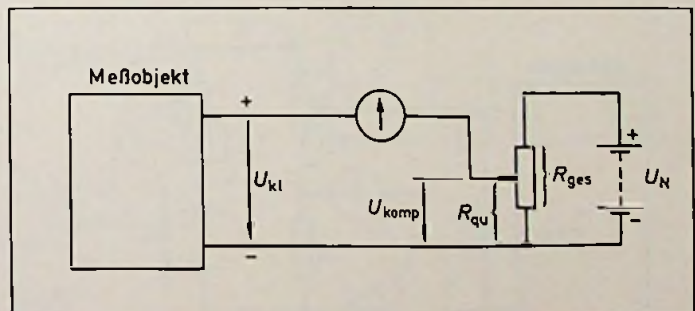 Meßobjekt
+
U_kl
U_komp
R_qu
R_ges
+
U_N
-
-